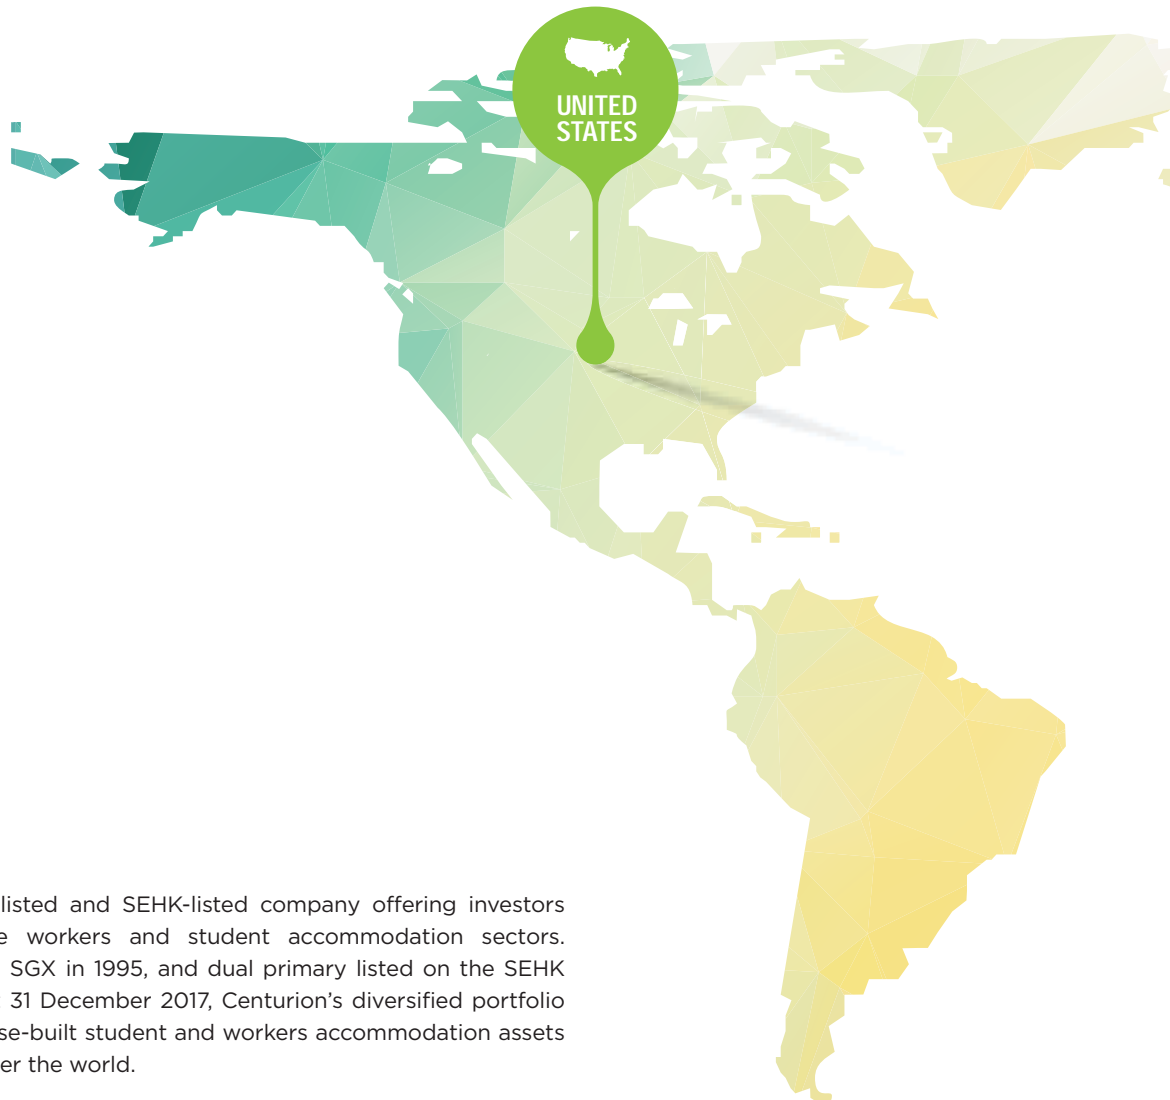 UNITED
STATES
listed and SEHK-listed company offering investors
workers and student accommodation sectors.
SGX in 1995, and dual primary listed on the SEHK
31 December 2017, Centurion’s diversified portfolio
se-built student and workers accommodation assets
er the world.